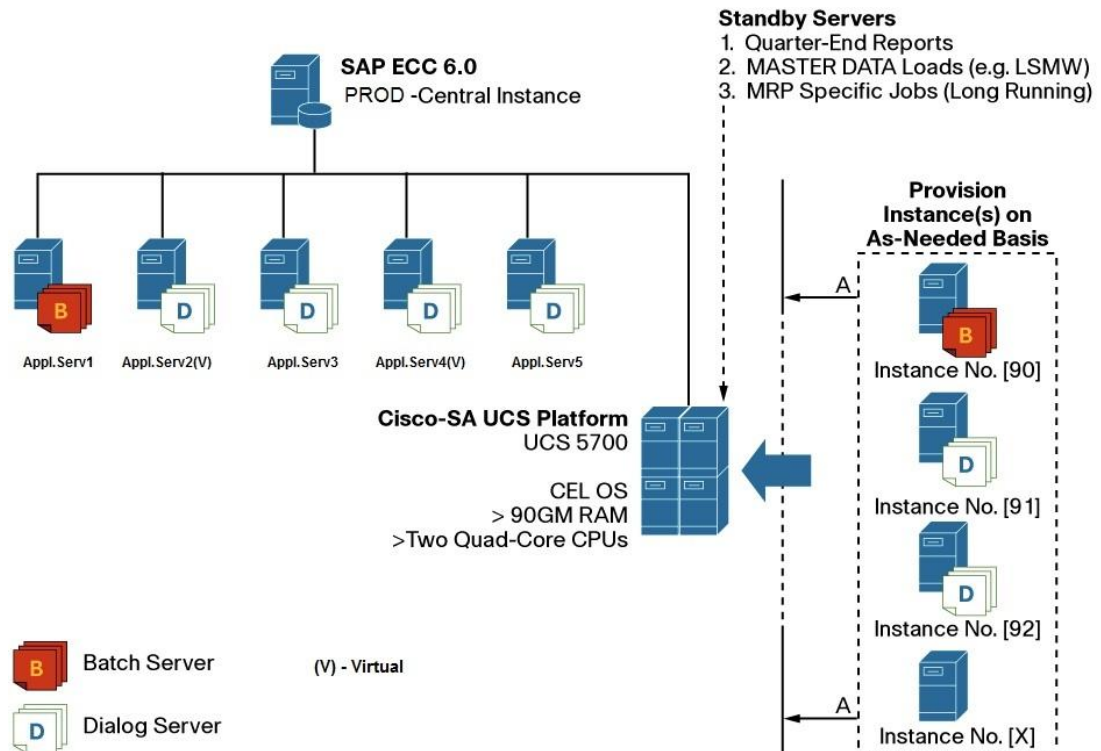 Standby Servers
1. Quarter-End Reports
2. MASTER DATA Loads (e.g. LSMW)
3. MRP Specific Jobs (Long Running)
SAP ECC 6.0
PROD -Central Instance
Provision
Instance(s) on
As-Needed Basis
B
D
D
D
D
Appl.Serv1
Appl.Serv2(V)
Appl.Serv3
Appl.Serv4(V)
Appl.Serv5
A
B
Instance No. [90]
Cisco-SA UCS Platform
UCS 5700
CEL OS
> 90GM RAM
>Two Quad-Core CPUs
D
Instance No. [91]
D
Instance No. [92]
A
Instance No. [X]
B
Batch Server
(V) - Virtual
D
Dialog Server